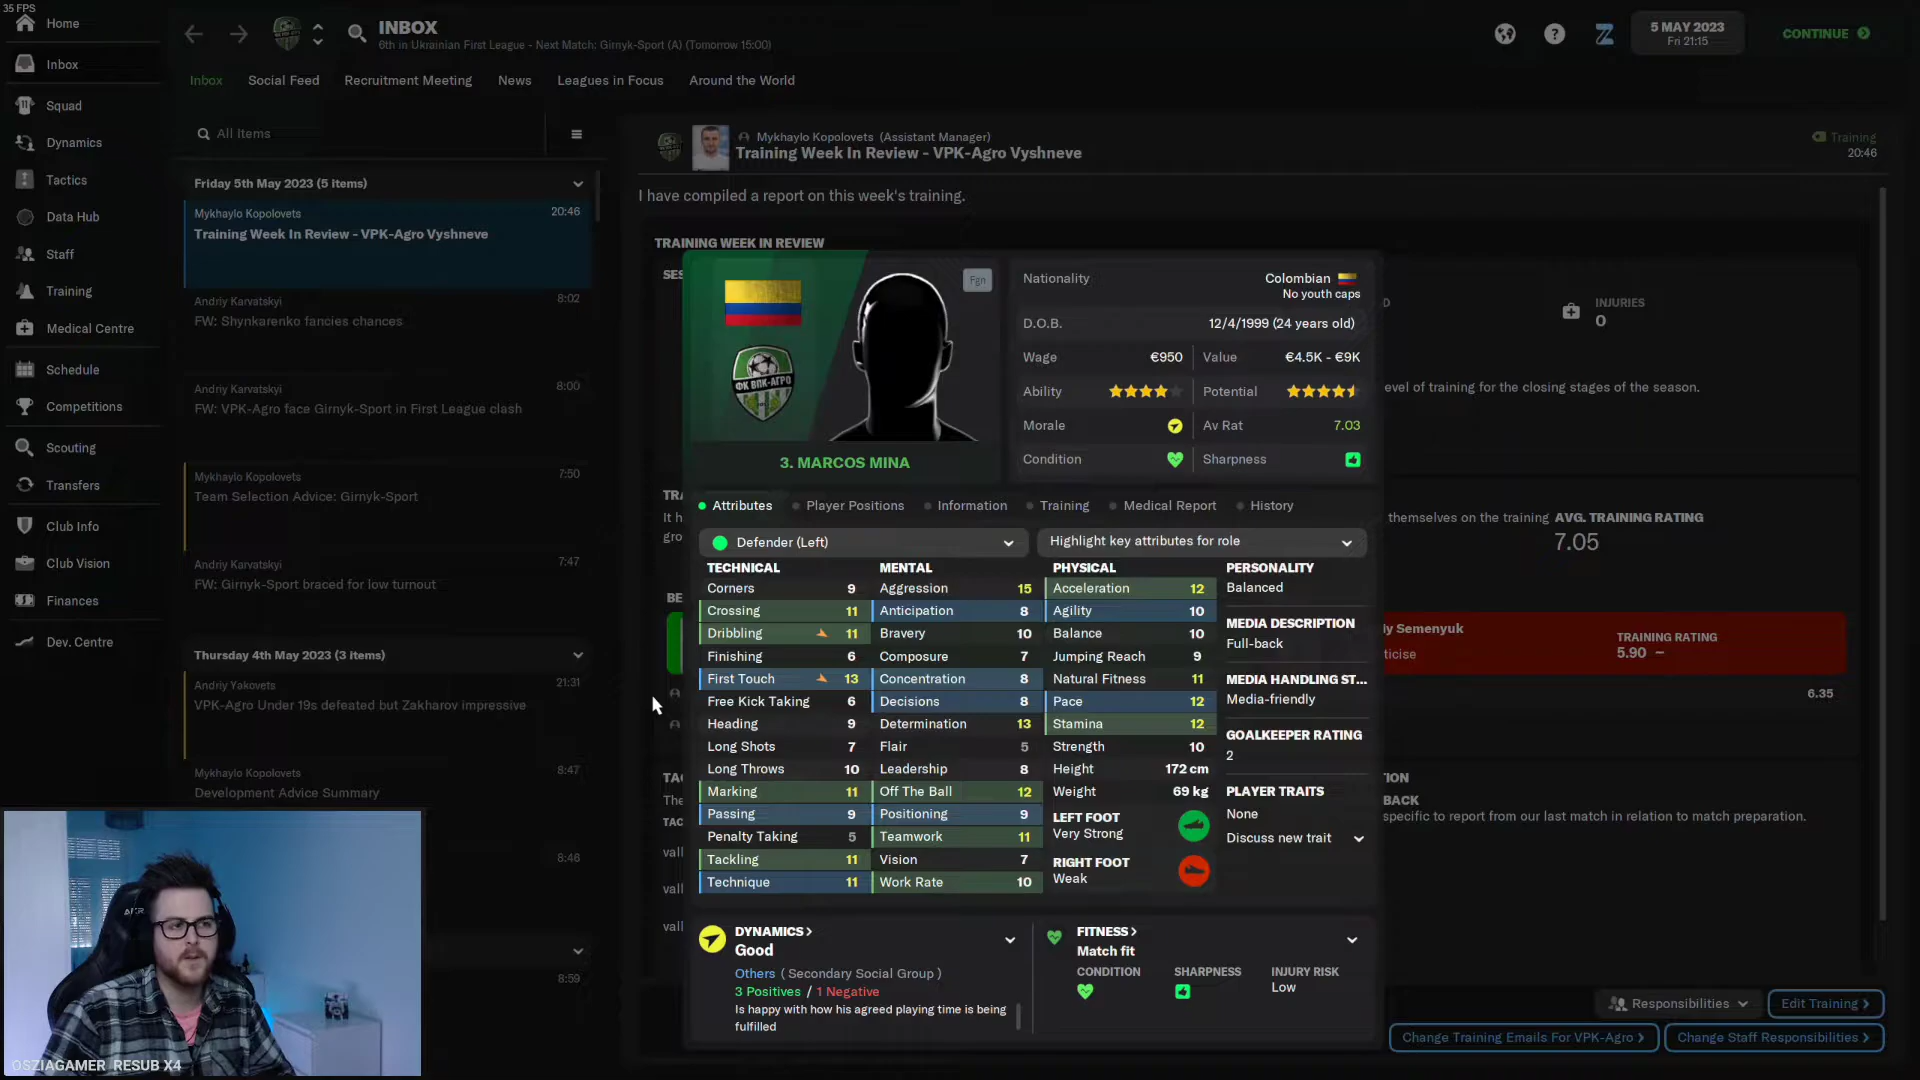 35 FPS
Home
Inbox
Squad
Dynamics
Tactics
Data Hub
Staff
Training
Medical Centre
Schedule
Competitions
Scouting
Transfers
Club Info
Club Vision
Finances
Dev. Centre
INBOX
6th in Ukrainian First League - Next Match: Girnyk-Sport (A) (Tomorrow 15:00)
5 MAY 2023
Fri 21:15
CONTINUE
Inbox
Social Feed
Recruitment Meeting
News
Leagues in Focus
Around the World
All Items
Friday 5th May 2023 (5 items)
Mykhaylo Kopolovets 20:46
Training Week In Review - VPK-Agro Vyshneve
Andriy Karvatskyi 8:02
FW: Shynkarenko fancies chances
Andriy Karvatskyi 8:00
FW: VPK-Agro face Girnyk-Sport in First League clash
Mykhaylo Kopolovets 7:50
Team Selection Advice: Girnyk-Sport
Andriy Karvatskyi 7:47
FW: Girnyk-Sport braced for low turnout
Thursday 4th May 2023 (3 items)
Andriy Yakovets 21:31
VPK-Agro Under 19s defeated but Zakharov impressive
Mykhaylo Kopolovets 8:47
Development Advice Summary
8:46
8:59
OSZIAGAMER RESUB X4
Mykhaylo Kopolovets (Assistant Manager)
Training Week In Review - VPK-Agro Vyshneve
Training
20:46
I have compiled a report on this week's training.
TRAINING WEEK IN REVIEW
SES
INJURIES
0
evel of training for the closing stages of the season.
TRA
It h
gro
themselves on the training
AVG. TRAINING RATING
7.05
BE
iy Semenyuk
ticise
TRAINING RATING
5.90 –
6.35
TA
The
TAC
vall
vall
vall
TION
BACK
specific to report from our last match in relation to match preparation.
Fgn
ФК ВПК-АГРО
3. MARCOS MINA
Nationality Colombian
No youth caps
D.O.B. 12/4/1999 (24 years old)
Wage €950 Value €4.5K - €9K
Ability Potential
Morale Av Rat 7.03
Condition Sharpness
Attributes
Player Positions
Information
Training
Medical Report
History
Defender (Left)
Highlight key attributes for role
TECHNICAL
Corners 9
Crossing 11
Dribbling 11
Finishing 6
First Touch 13
Free Kick Taking 6
Heading 9
Long Shots 7
Long Throws 10
Marking 11
Passing 9
Penalty Taking 5
Tackling 11
Technique 11
MENTAL
Aggression 15
Anticipation 8
Bravery 10
Composure 7
Concentration 8
Decisions 8
Determination 13
Flair 5
Leadership 8
Off The Ball 12
Positioning 9
Teamwork 11
Vision 7
Work Rate 10
PHYSICAL
Acceleration 12
Agility 10
Balance 10
Jumping Reach 9
Natural Fitness 11
Pace 12
Stamina 12
Strength 10
Height 172 cm
Weight 69 kg
LEFT FOOT
Very Strong
RIGHT FOOT
Weak
PERSONALITY
Balanced
MEDIA DESCRIPTION
Full-back
MEDIA HANDLING ST...
Media-friendly
GOALKEEPER RATING
2
PLAYER TRAITS
None
Discuss new trait
DYNAMICS >
Good
Others ( Secondary Social Group )
3 Positives / 1 Negative
Is happy with how his agreed playing time is being
fulfilled
FITNESS >
Match fit
CONDITION
SHARPNESS
INJURY RISK
Low
Responsibilities
Edit Training >
Change Training Emails For VPK-Agro >
Change Staff Responsibilities >